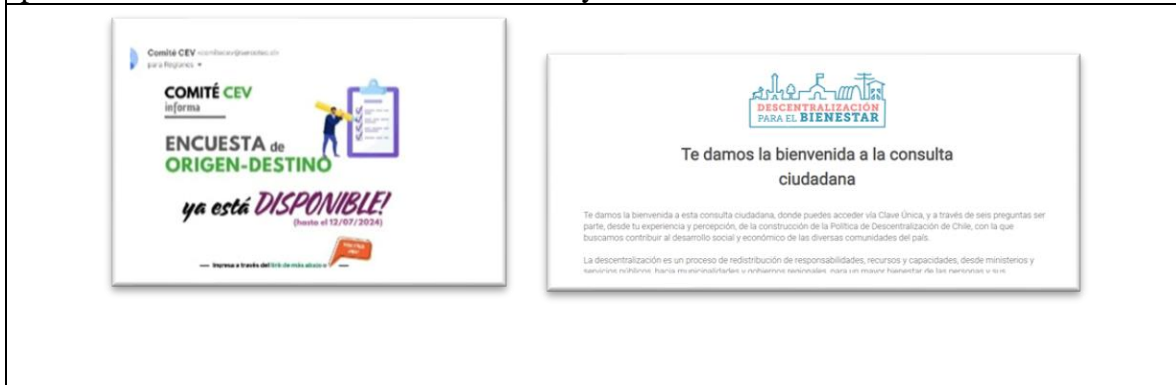 Comité CEV
para Regiones
COMITÉ CEV
informa
ENCUESTA de
ORIGEN-DESTINO
ya está DISPONIBLE!
(hasta el 12/07/2024)
Ingresa a través del link de más abajo
DESCENTRALIZACIÓN
PARA EL BIENESTAR
Te damos la bienvenida a la consulta
ciudadana
Te damos la bienvenida a esta consulta ciudadana, donde puedes acceder vía Clave Única, y a través de seis preguntas ser
parte, desde tu experiencia y percepción, de la construcción de la Política de Descentralización de Chile, con la que
buscamos contribuir al desarrollo social y económico de las diversas comunidades del país.
La descentralización es un proceso de redistribución de responsabilidades, recursos y capacidades, desde ministerios y
servicios públicos, hacia municipalidades y gobiernos regionales, para un mayor bienestar de las personas y sus